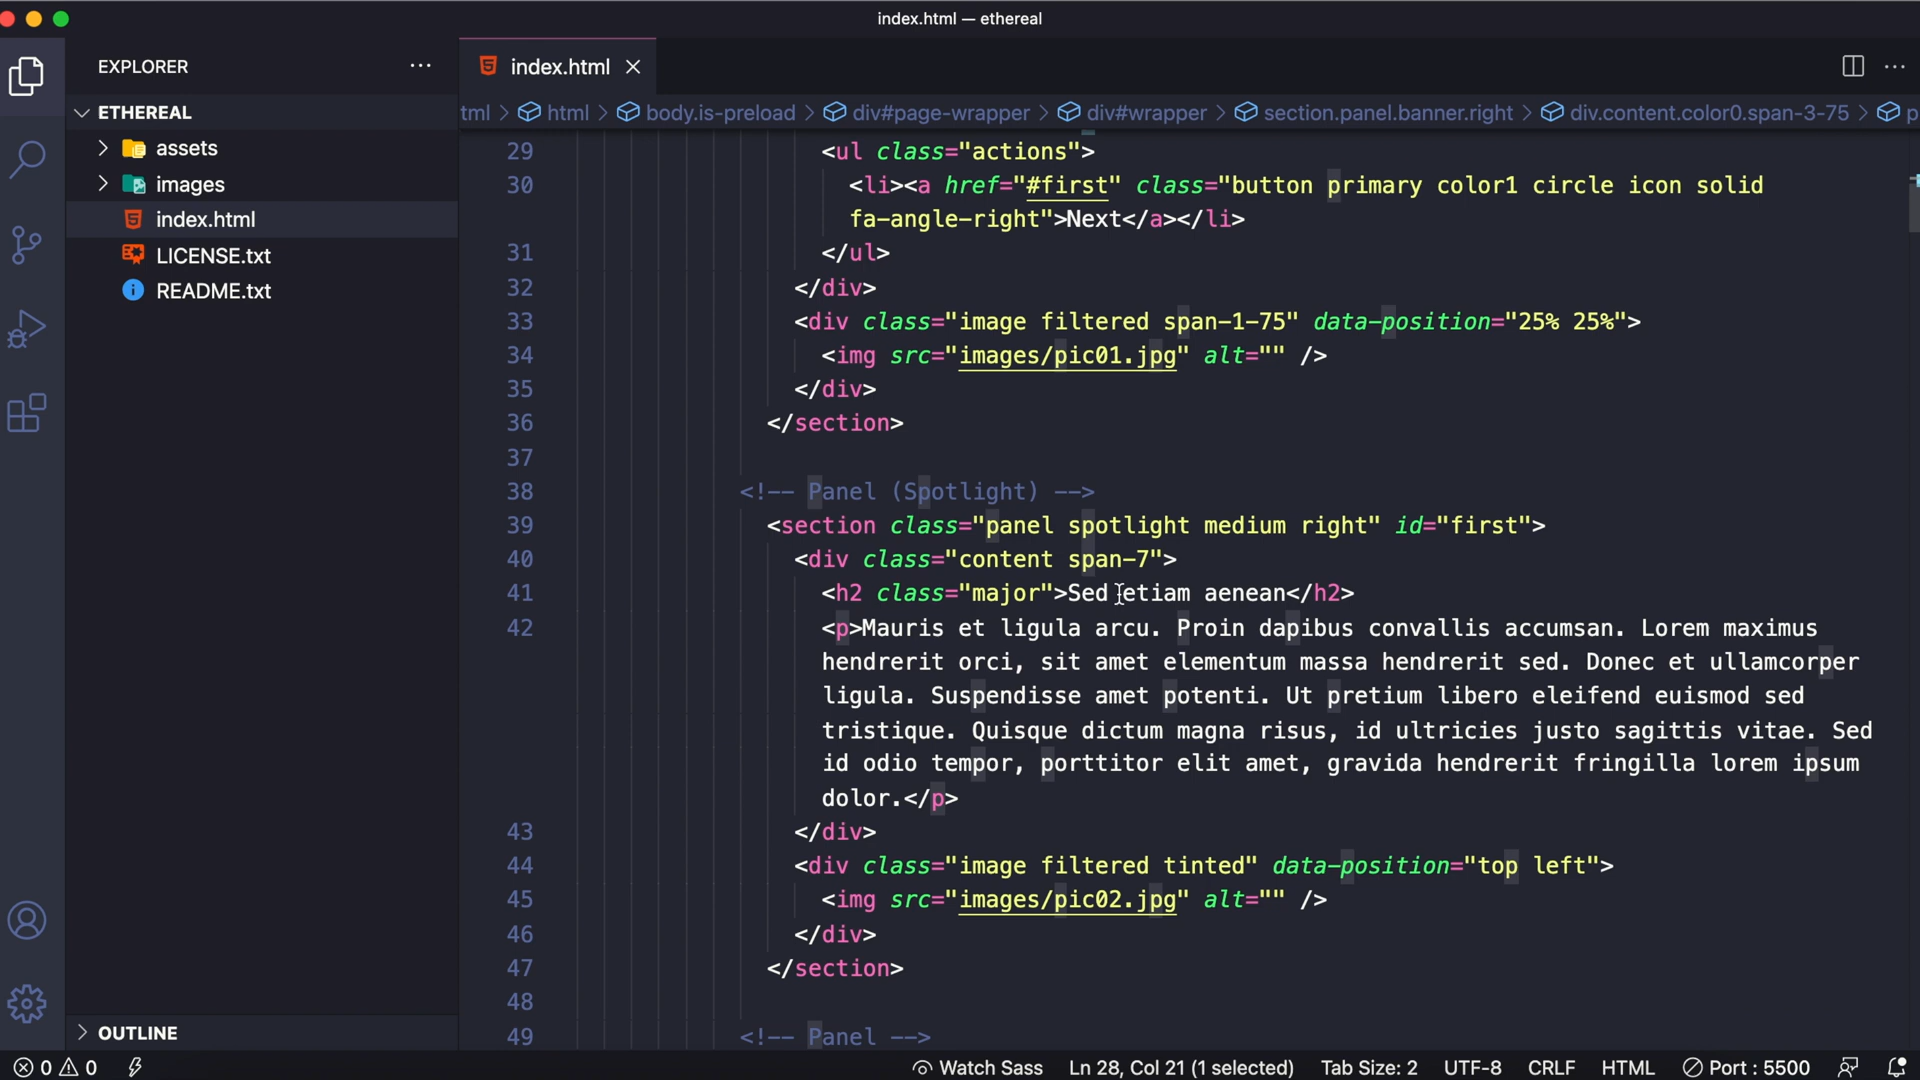 index.html — ethereal
EXPLORER
ETHEREAL
assets
images
index.html
LICENSE.txt
README.txt
OUTLINE
index.html
tml > html > body.is-preload > div#page-wrapper > div#wrapper > section.panel.banner.right > div.content.color0.span-3-75 > p
29 <ul class="actions">
30 <li><a href="#first" class="button primary color1 circle icon solid
fa-angle-right">Next</a></li>
31 </ul>
32 </div>
33 <div class="image filtered span-1-75" data-position="25% 25%">
34 <img src="images/pic01.jpg" alt="" />
35 </div>
36 </section>
37
38 <!-- Panel (Spotlight) -->
39 <section class="panel spotlight medium right" id="first">
40 <div class="content span-7">
41 <h2 class="major">Sed etiam aenean</h2>
42 <p>Mauris et ligula arcu. Proin dapibus convallis accumsan. Lorem maximus
hendrerit orci, sit amet elementum massa hendrerit sed. Donec et ullamcorper
ligula. Suspendisse amet potenti. Ut pretium libero eleifend euismod sed
tristique. Quisque dictum magna risus, id ultricies justo sagittis vitae. Sed
id odio tempor, porttitor elit amet, gravida hendrerit fringilla lorem ipsum
dolor.</p>
43 </div>
44 <div class="image filtered tinted" data-position="top left">
45 <img src="images/pic02.jpg" alt="" />
46 </div>
47 </section>
48
49 <!-- Panel -->
0 0 Watch Sass Ln 28, Col 21 (1 selected) Tab Size: 2 UTF-8 CRLF HTML Port : 5500